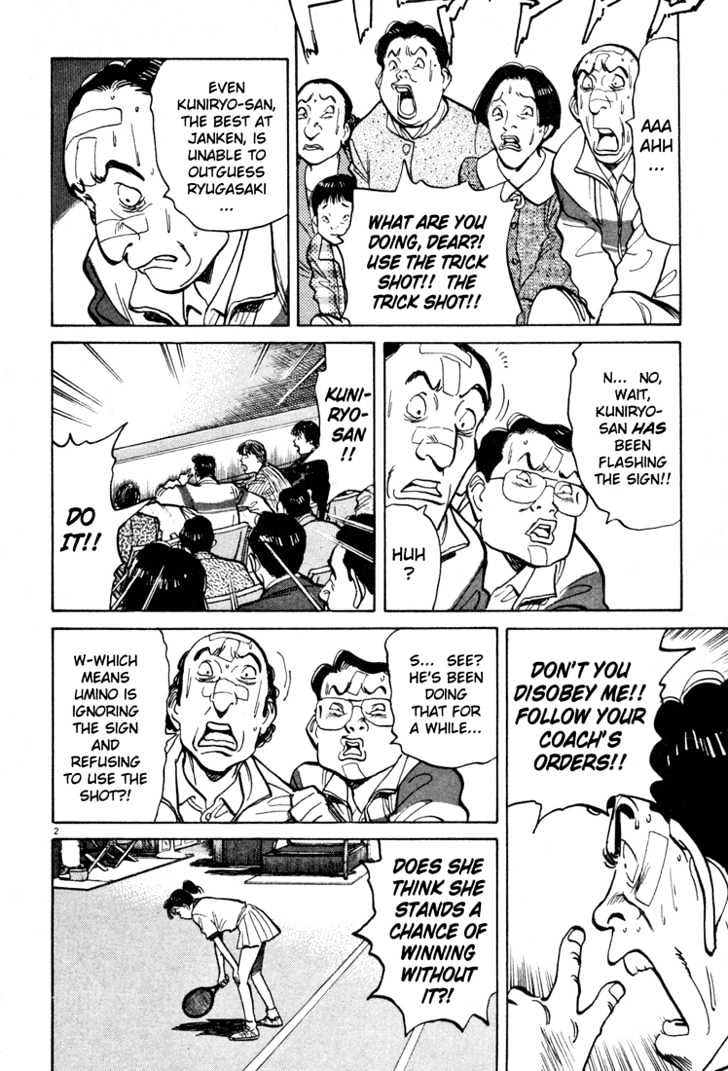 AAA
AHH
...
WHAT ARE YOU
DOING, DEAR?!
USE THE TRICK
SHOT!! THE
TRICK SHOT!!
EVEN
KUNIRYO-SAN,
THE BEST AT
JANKEN, IS
UNABLE TO
OUTGUESS
RYUGASAKI
...
N... NO,
WAIT,
KUNIRYO-
SAN HAS
BEEN
FLASHING
THE SIGN!!
HUH
?
KUNI-
RYO-
SAN
!!
DO
IT!!
DON'T YOU
DISOBEY ME!!
FOLLOW YOUR
COACH'S
ORDERS!!
S... SEE?
HE'S BEEN
DOING
THAT FOR
A WHILE...
W-WHICH
MEANS
UMINO IS
IGNORING
THE SIGN
AND
REFUSING
TO USE THE
SHOT?!
DOES SHE
THINK SHE
STANDS A
CHANCE OF
WINNING
WITHOUT
IT?!
2